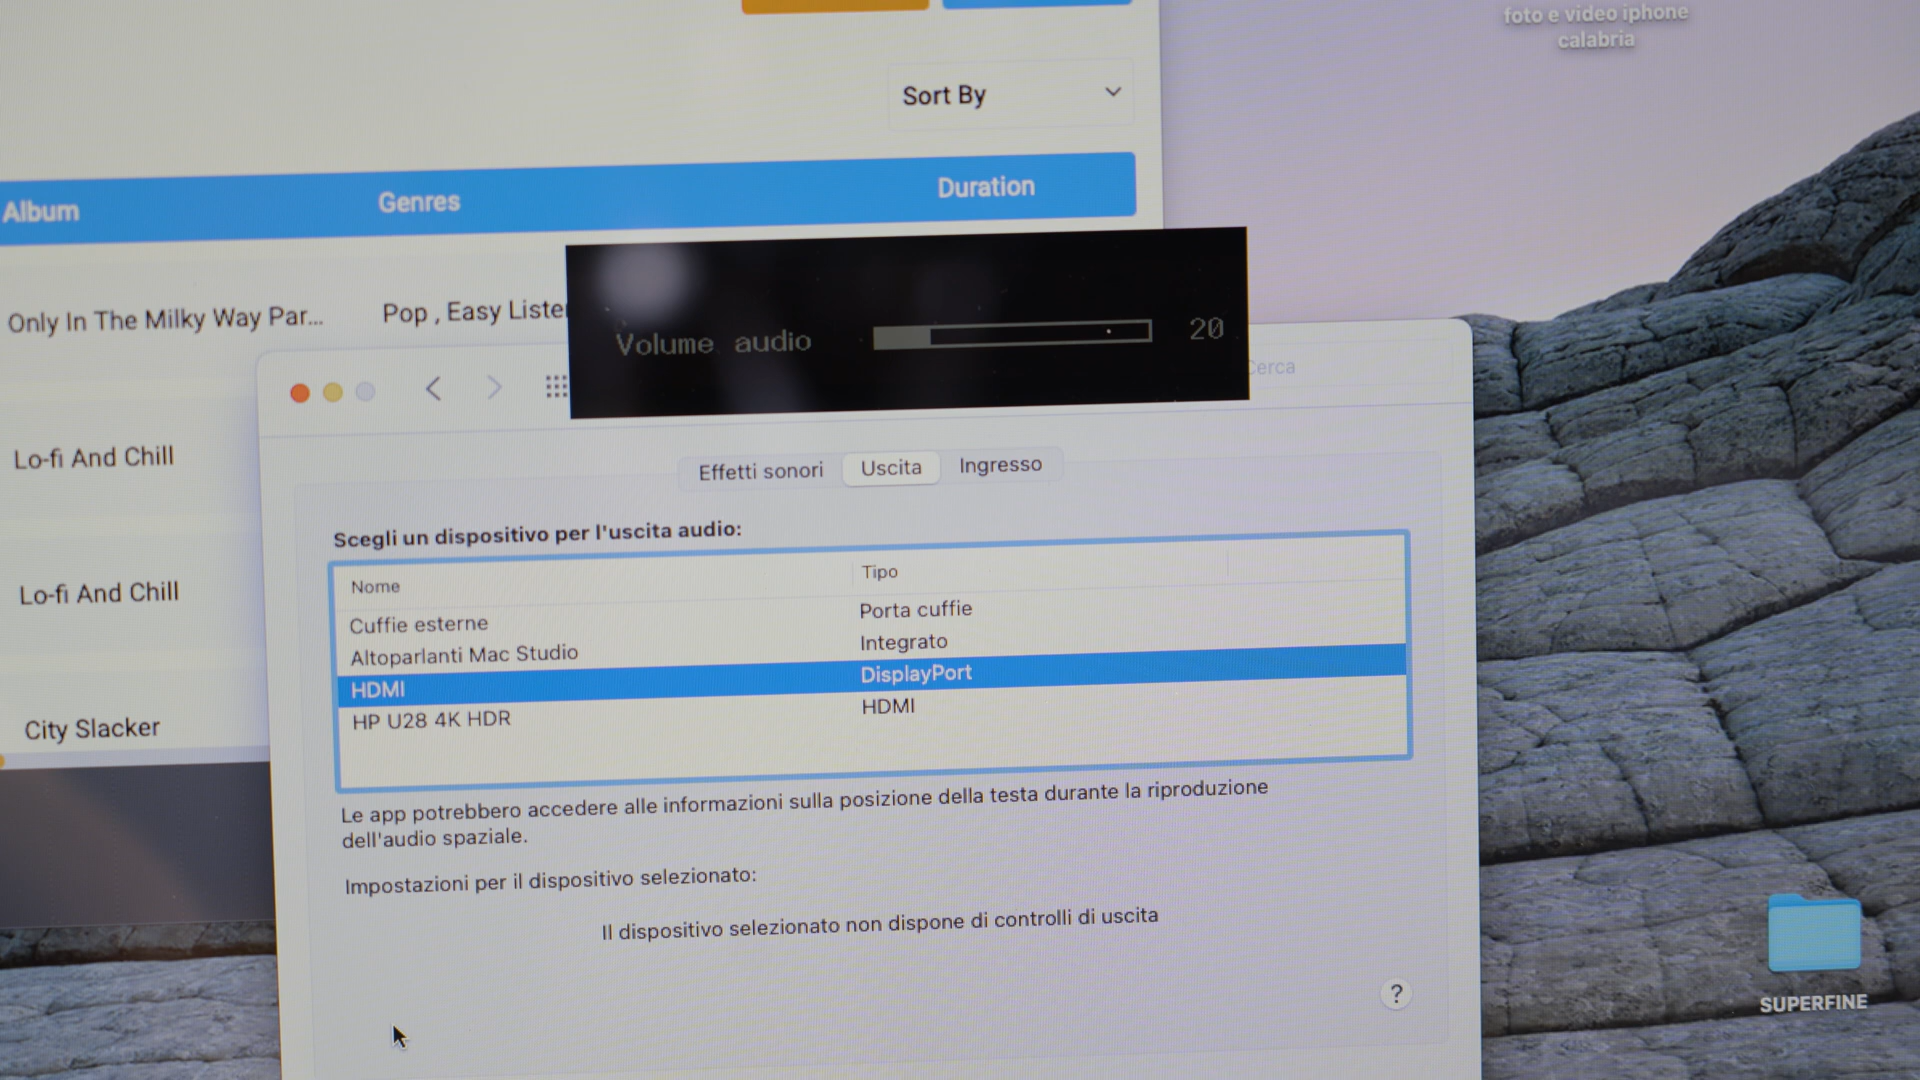 foto e video iphone
calabria
Sort By
Album Genres Duration
Only In The Milky Way Par... Pop , Easy Liste
Volume audio 20
Cerca
Lo-fi And Chill
Effetti sonori Uscita Ingresso
Scegli un dispositivo per l'uscita audio:
Nome Tipo
Cuffie esterne Porta cuffie
Lo-fi And Chill
Altoparlanti Mac Studio Integrato
HDMI DisplayPort
HP U28 4K HDR HDMI
City Slacker
Le app potrebbero accedere alle informazioni sulla posizione della testa durante la riproduzione
dell'audio spaziale.
Impostazioni per il dispositivo selezionato:
Il dispositivo selezionato non dispone di controlli di uscita
?
SUPERFINE